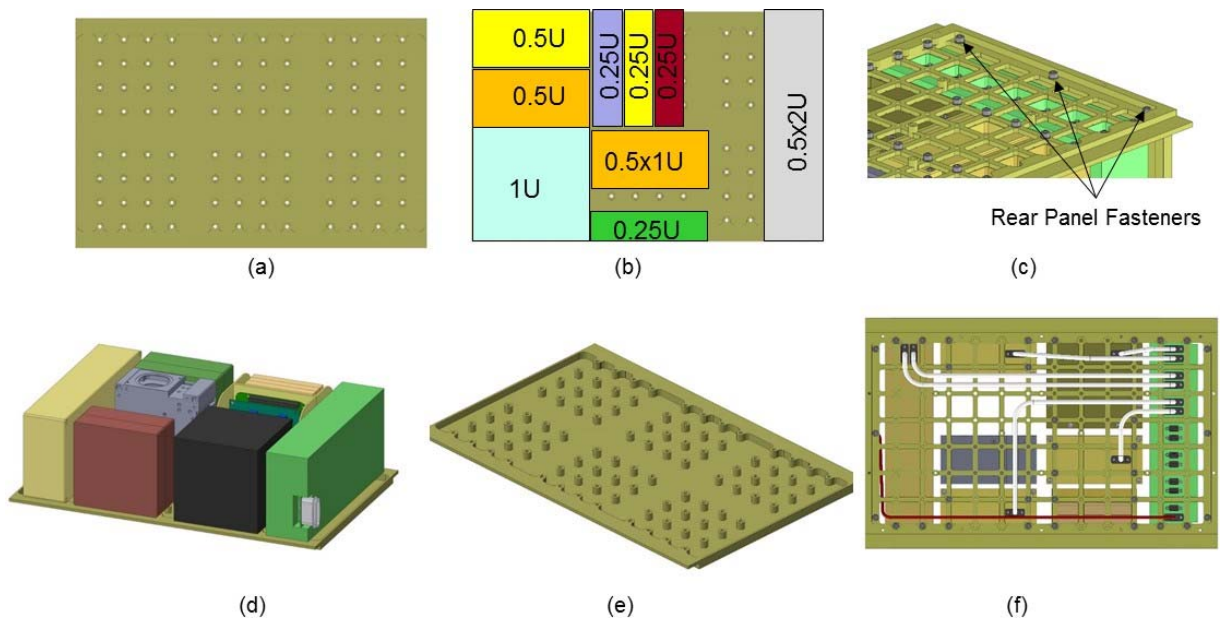 0.5U
0.5U
1U
0.25U
0.25U
0.25U
0.5x1U
0.25U
0.5x2U
Rear Panel Fasteners
(a)
(b)
(c)
(d)
(e)
(f)